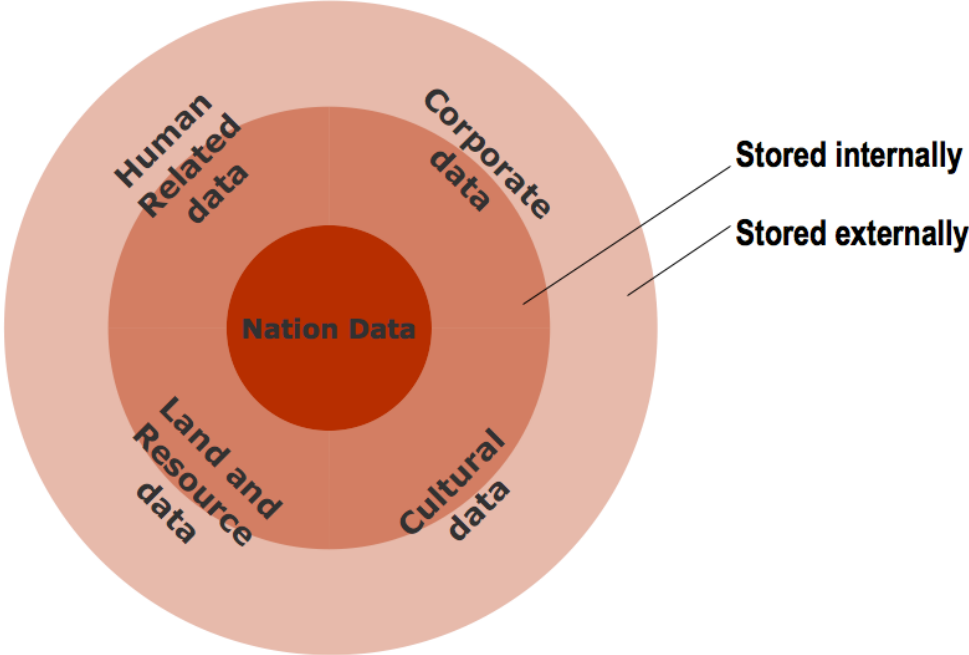 Human
Related
data
Corporate
data
Stored internally
Stored externally
Nation Data
Land and
Resource
data
Cultural
data